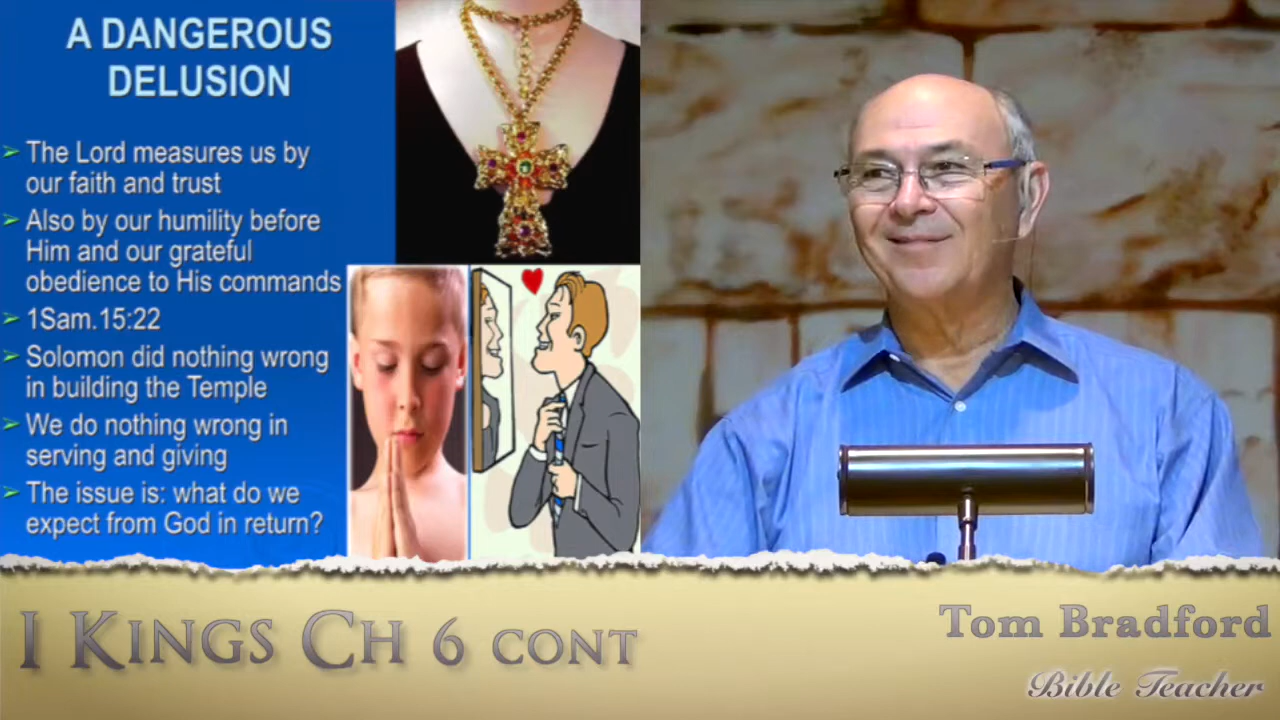 A DANGEROUS
DELUSION
➢ The Lord measures us by
our faith and trust
➢ Also by our humility before
Him and our grateful
obedience to His commands
➢ 1Sam.15:22
➢ Solomon did nothing wrong
in building the Temple
➢ We do nothing wrong in
serving and giving
➢ The issue is: what do we
expect from God in return?
I Kings Ch 6 cont
Tom Bradford
Bible Teacher